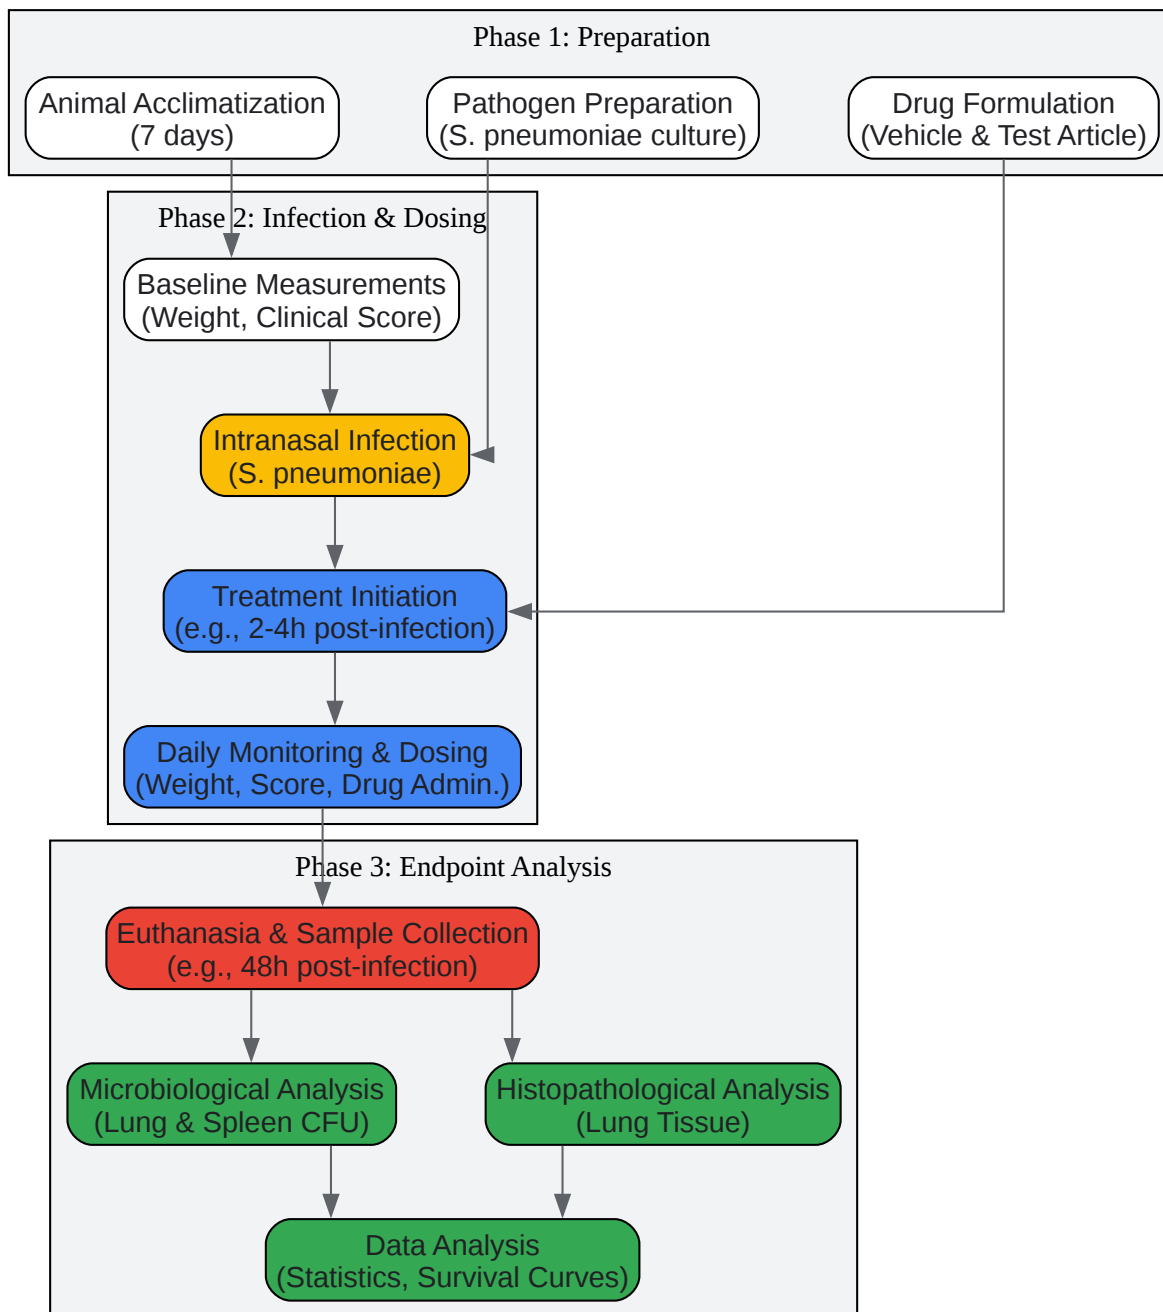 Phase 1: Preparation
Animal Acclimatization
(7 days)
Pathogen Preparation
(S. pneumoniae culture)
Drug Formulation
(Vehicle & Test Article)
Phase 2: Infection & Dosing
Baseline Measurements
(Weight, Clinical Score)
Intranasal Infection
(S. pneumoniae)
Treatment Initiation
(e.g., 2-4h post-infection)
Daily Monitoring & Dosing
(Weight, Score, Drug Admin.)
Phase 3: Endpoint Analysis
Euthanasia & Sample Collection
(e.g., 48h post-infection)
Microbiological Analysis
(Lung & Spleen CFU)
Histopathological Analysis
(Lung Tissue)
Data Analysis
(Statistics, Survival Curves)